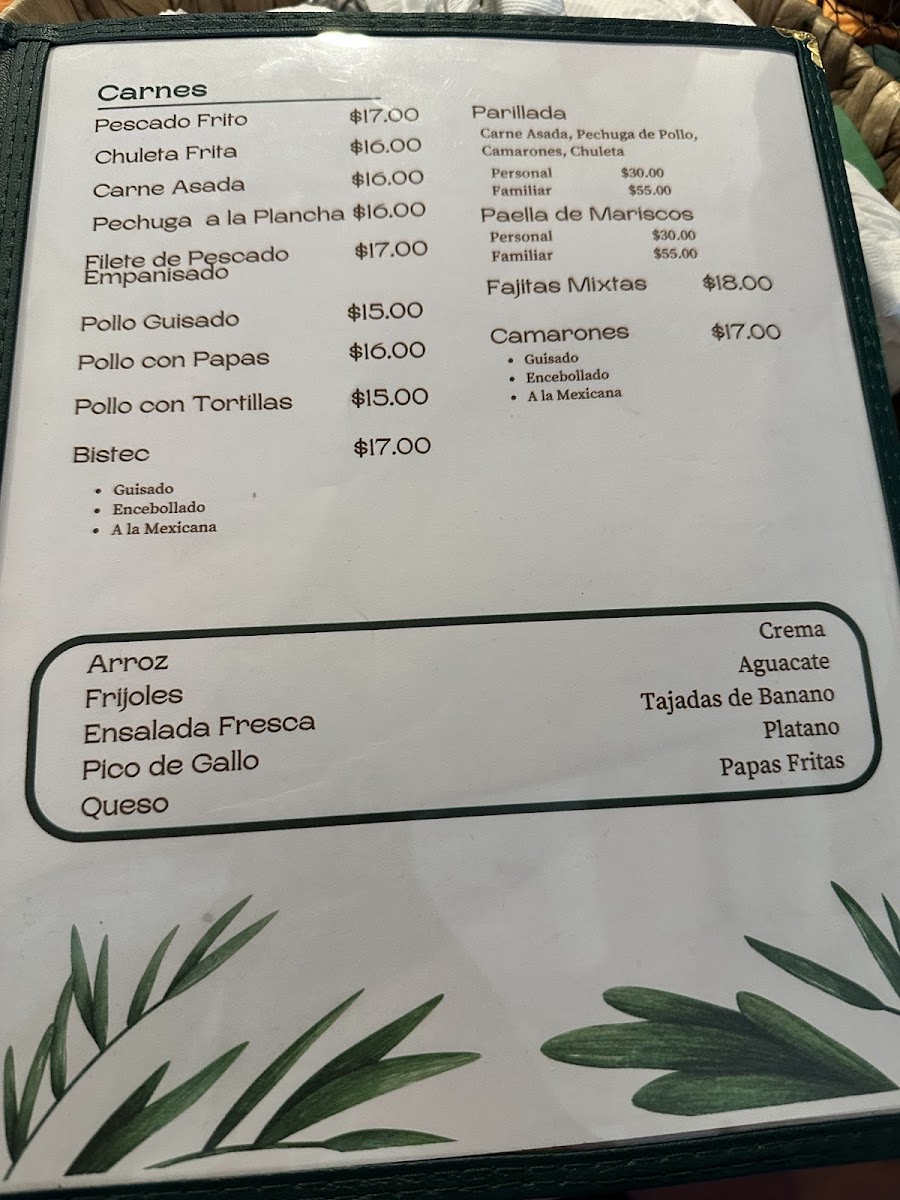 Carnes
Pescado Frito $17.00
Chuleta Frita $16.00
Carne Asada $16.00
Pechuga a la Plancha $16.00
Filete de Pescado $17.00
Empanisado
Pollo Guisado $15.00
Pollo con Papas $16.00
Pollo con Tortillas $15.00
Bistec $17.00
• Guisado
• Encebollado
• A la Mexicana
Parillada
Carne Asada, Pechuga de Pollo,
Camarones, Chuleta
Personal $30.00
Familiar $55.00
Paella de Mariscos
Personal $30.00
Familiar $55.00
Fajitas Mixtas $18.00
Camarones $17.00
• Guisado
• Encebollado
• A la Mexicana
Arroz
Frijoles
Ensalada Fresca
Pico de Gallo
Queso
Crema
Aguacate
Tajadas de Banano
Platano
Papas Fritas